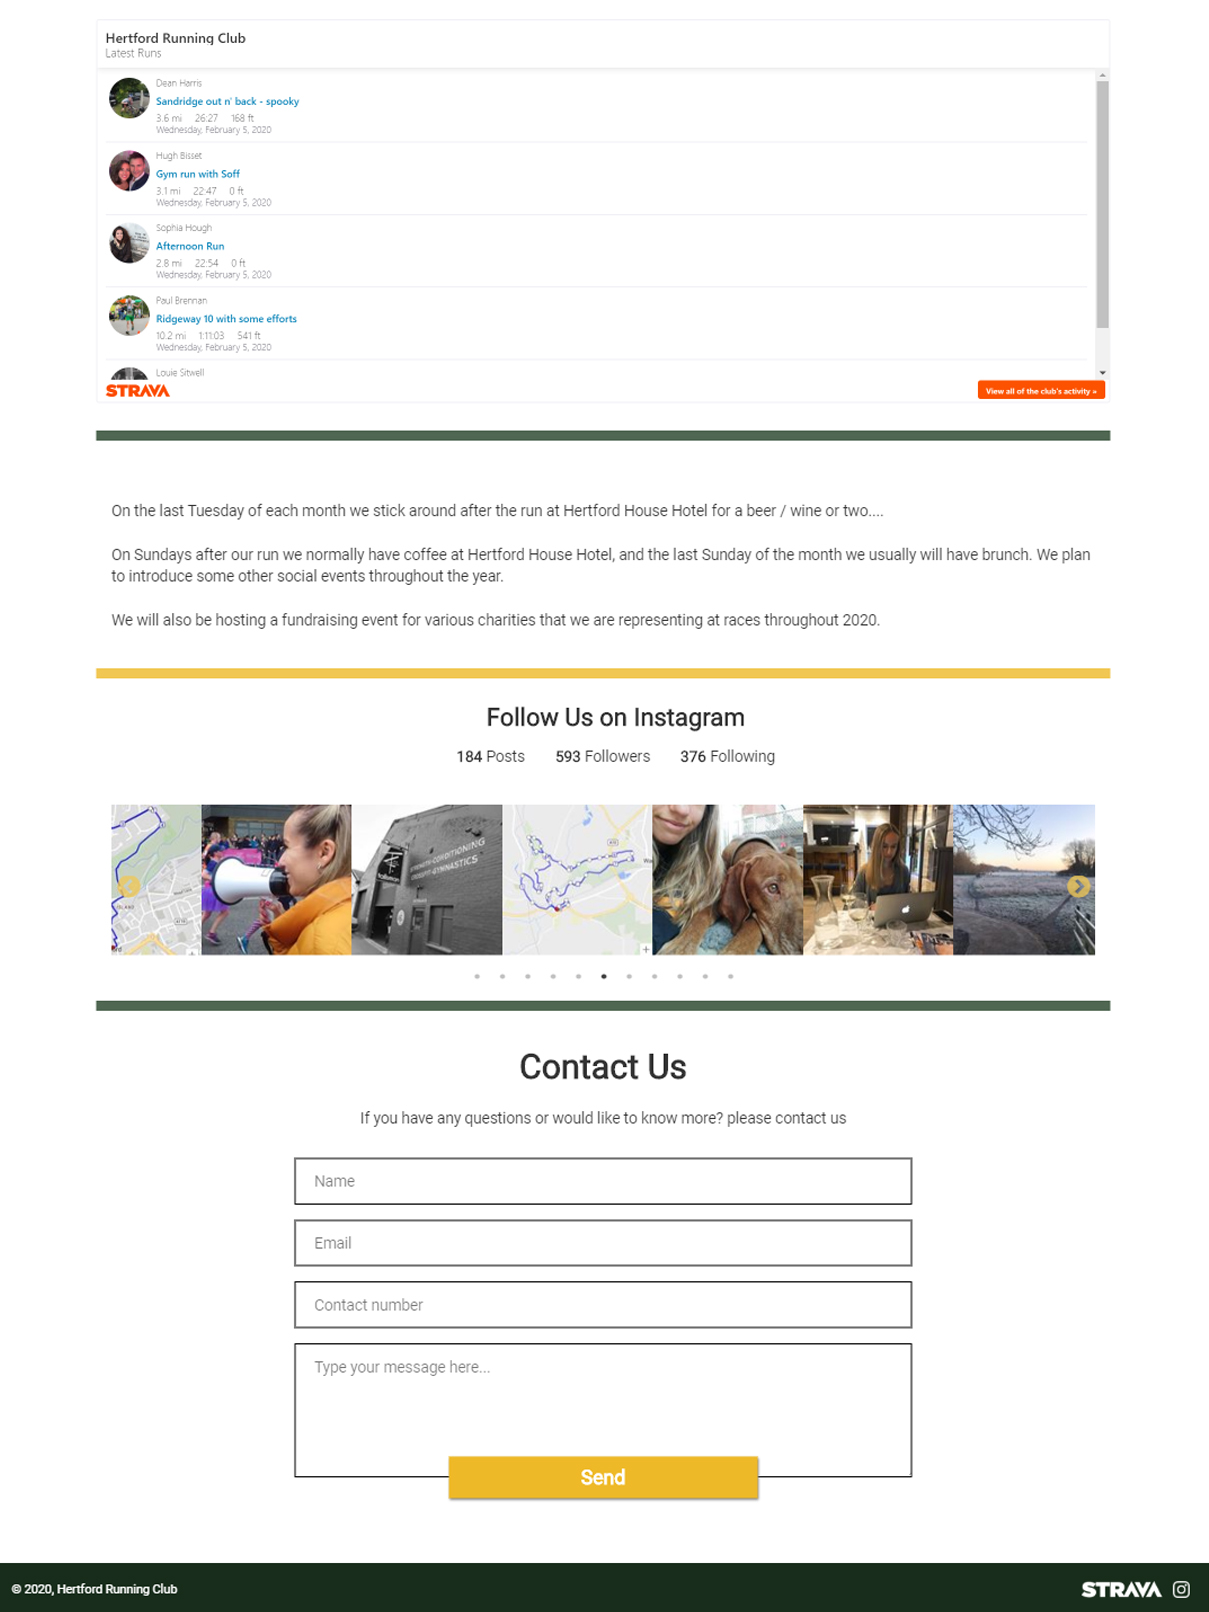 Hertford Running Club
Latest Runs
Dean Harris
Sandridge out n' back - spooky
3.6 mi 26:27 168 ft
Wednesday, February 5, 2020
Hugh Bisset
Gym run with Soff
3.1 mi 22:47 0 ft
Wednesday, February 5, 2020
Sophia Hough
Afternoon Run
2.8 mi 22:54 0 ft
Wednesday, February 5, 2020
Paul Brennan
Ridgeway 10 with some efforts
10.2 mi 1:11:03 541 ft
Wednesday, February 5, 2020
Louie Sitwell
STRAVA
View all of the club's activity »
On the last Tuesday of each month we stick around after the run at Hertford House Hotel for a beer / wine or two....
On Sundays after our run we normally have coffee at Hertford House Hotel, and the last Sunday of the month we usually will have brunch. We plan
to introduce some other social events throughout the year.
We will also be hosting a fundraising event for various charities that we are representing at races throughout 2020.
Follow Us on Instagram
184 Posts 593 Followers 376 Following
STRENGTH CONDITIONING
GYMNASTICS
ISLAND
Contact Us
If you have any questions or would like to know more? please contact us
Name
Email
Contact number
Type your message here...
Send
© 2020, Hertford Running Club
STRAVA